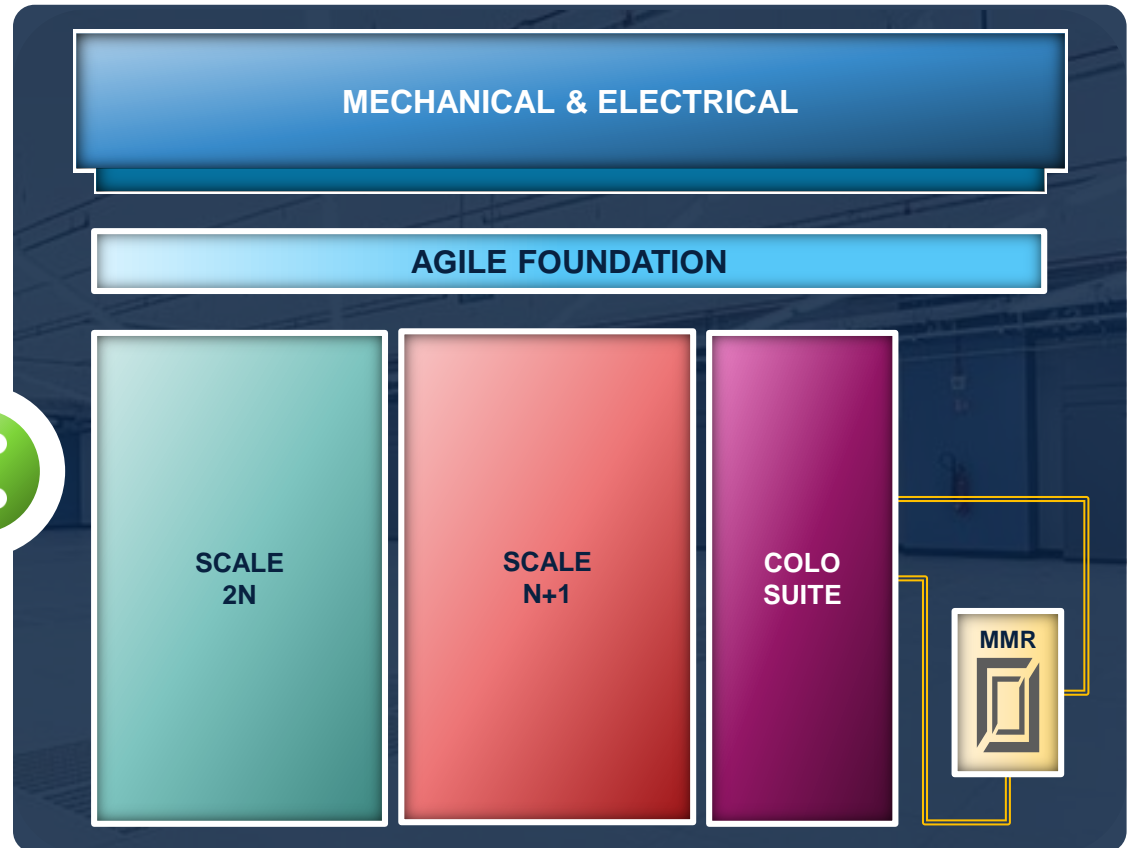 MECHANICAL & ELECTRICAL
AGILE FOUNDATION
SCALE
2N
SCALE
N+1
COLO
SUITE
MMR